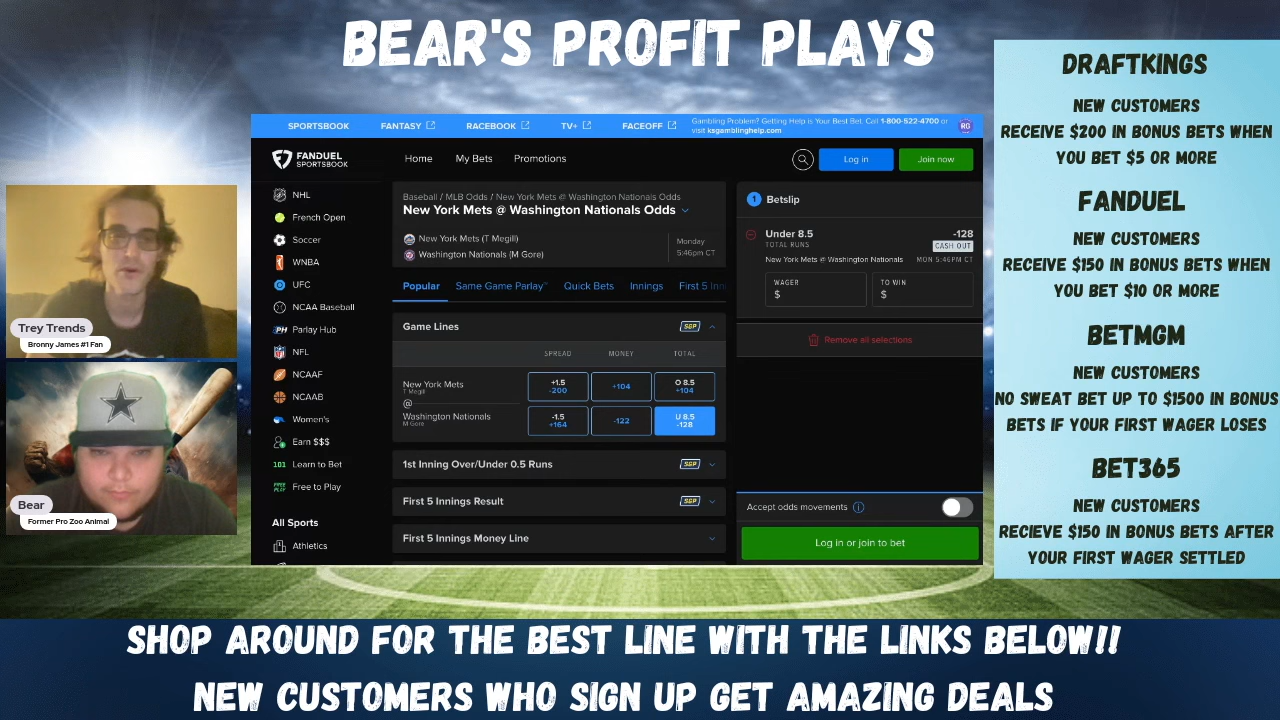 BEAR'S PROFIT PLAYS
SPORTSBOOK
FANTASY
RACEBOOK
TV+
FACEOFF
Gambling Problem? Getting Help is Your Best Bet. Call 1-800-522-4700 or
visit ksgamblinghelp.com
RG
FANDUEL
SPORTSBOOK
Home
My Bets
Promotions
Log in
Join now
NHL
French Open
Soccer
WNBA
UFC
NCAA Baseball
PH Parlay Hub
NFL
NCAAF
NCAAB
Women's
Earn $$$
101 Learn to Bet
FREE Free to Play
All Sports
Athletics
Baseball / MLB Odds / New York Mets @ Washington Nationals Odds
New York Mets @ Washington Nationals Odds
New York Mets (T Megill)
Washington Nationals (M Gore)
Monday
5:46pm CT
Popular
Same Game Parlay™
Quick Bets
Innings
First 5 Inn
Game Lines
SGP
SPREAD
MONEY
TOTAL
New York Mets
T Megill
+1.5
-200
+104
O 8.5
+104
@
Washington Nationals
M Gore
-1.5
+164
-122
U 8.5
-128
1st Inning Over/Under 0.5 Runs
SGP
First 5 Innings Result
SGP
First 5 Innings Money Line
1 Betslip
Under 8.5
-128
TOTAL RUNS
CASH OUT
New York Mets @ Washington Nationals
MON 5:46PM CT
WAGER
$
TO WIN
$
Remove all selections
Accept odds movements
Log in or join to bet
Trey Trends
Bronny James #1 Fan
Bear
Former Pro Zoo Animal
DRAFTKINGS
NEW CUSTOMERS
RECEIVE $200 IN BONUS BETS WHEN
YOU BET $5 OR MORE
FANDUEL
NEW CUSTOMERS
RECEIVE $150 IN BONUS BETS WHEN
YOU BET $10 OR MORE
BETMGM
NEW CUSTOMERS
NO SWEAT BET UP TO $1500 IN BONUS
BETS IF YOUR FIRST WAGER LOSES
BET365
NEW CUSTOMERS
RECIEVE $150 IN BONUS BETS AFTER
YOUR FIRST WAGER SETTLED
SHOP AROUND FOR THE BEST LINE WITH THE LINKS BELOW!!
NEW CUSTOMERS WHO SIGN UP GET AMAZING DEALS